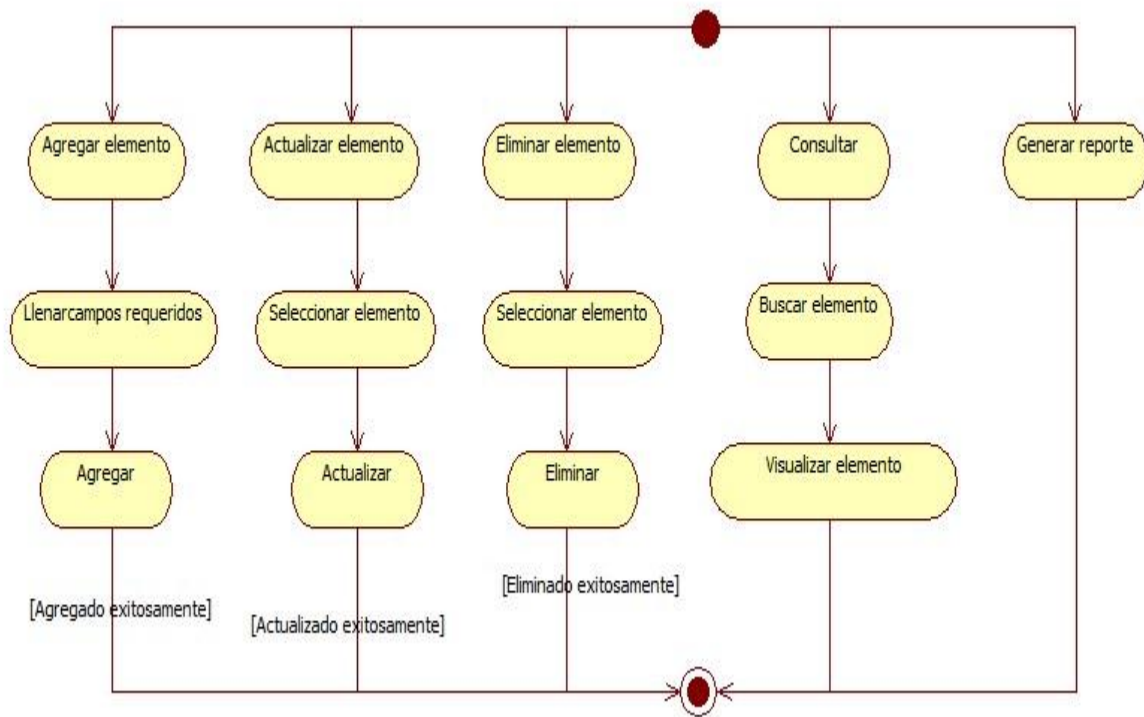 Agregar elemento
Actualizar elemento
Eliminar elemento
Consultar
Generar reporte
Llenarcampos requeridos
Seleccionar elemento
Seleccionar elemento
Buscar elemento
Agregar
Actualizar
Eliminar
Visualizar elemento
[Agregado exitosamente]
[Actualizado exitosamente]
[Eliminado exitosamente]